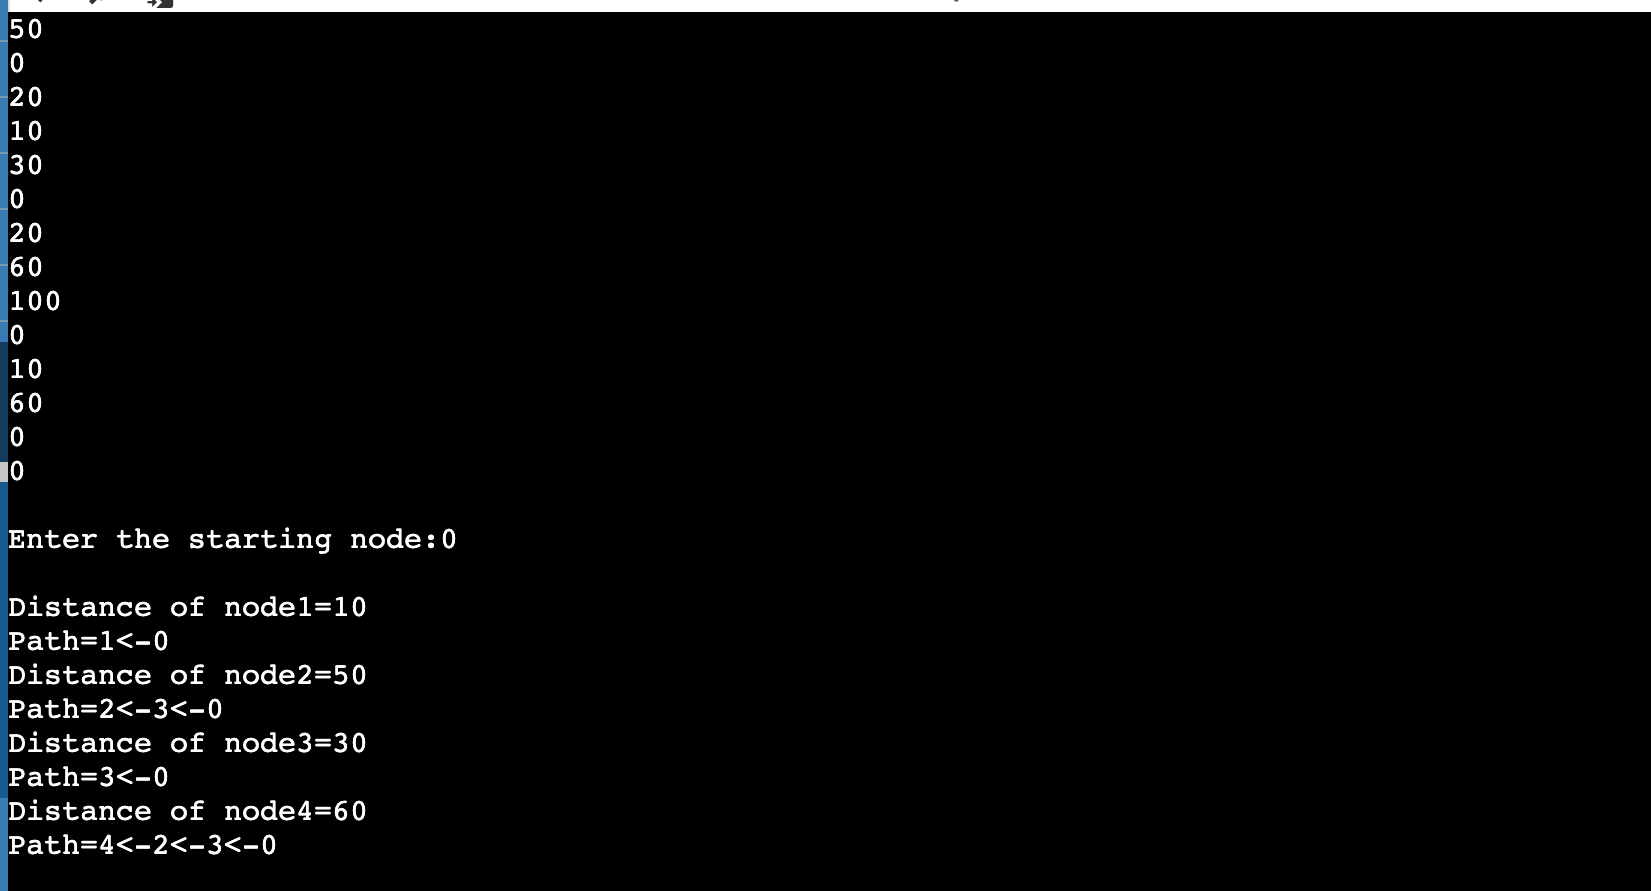 50
0
20
10
30
0
20
60
100
0
10
60
0
0
Enter the starting node:0
Distance of node1=10
Path=1<-0
Distance of node2=50
Path=2<-3<-0
Distance of node3=30
Path=3<-0
Distance of node4=60
Path=4<-2<-3<-0